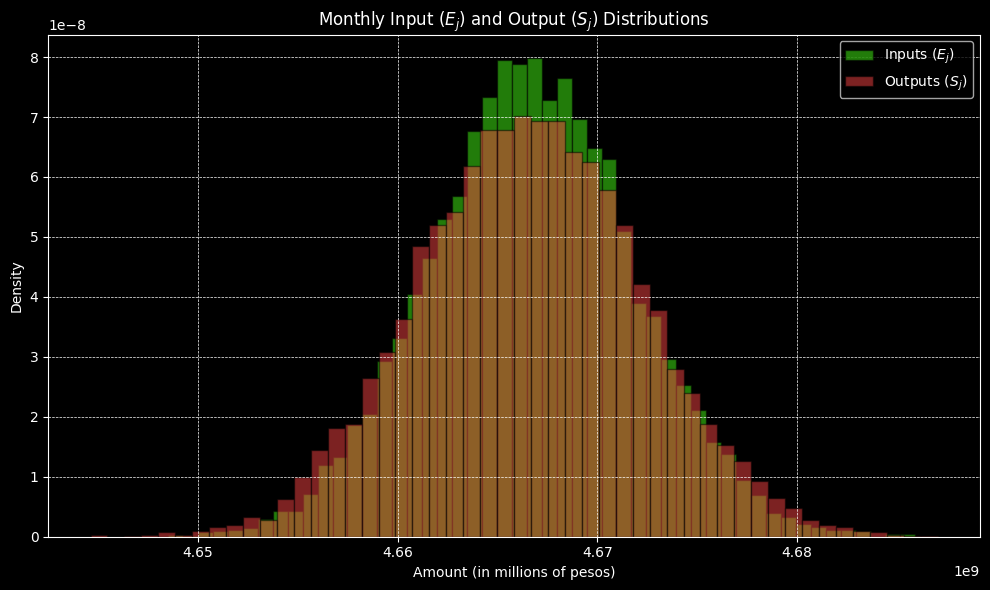 Monthly Input (E_j) and Output (S_j) Distributions
1e−8
Inputs (E_j)
Outputs (S_j)
8
7
6
5
4
3
2
1
0
Density
4.65 4.66 4.67 4.68
Amount (in millions of pesos)
1e9